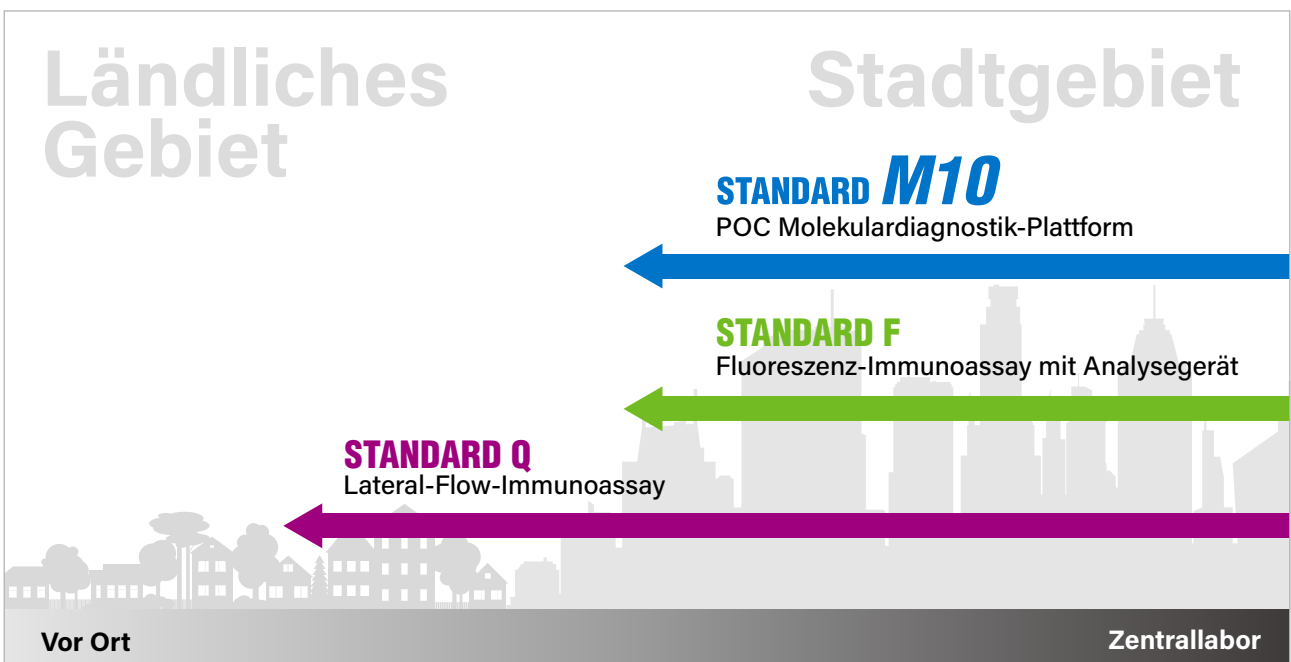 Ländliches
Gebiet
Stadtgebiet
STANDARD M10
POC Molekulardiagnostik-Plattform
STANDARD F
Fluoreszenz-Immunoassay mit Analysegerät
STANDARD Q
Lateral-Flow-Immunoassay
Vor Ort
Zentrallabor